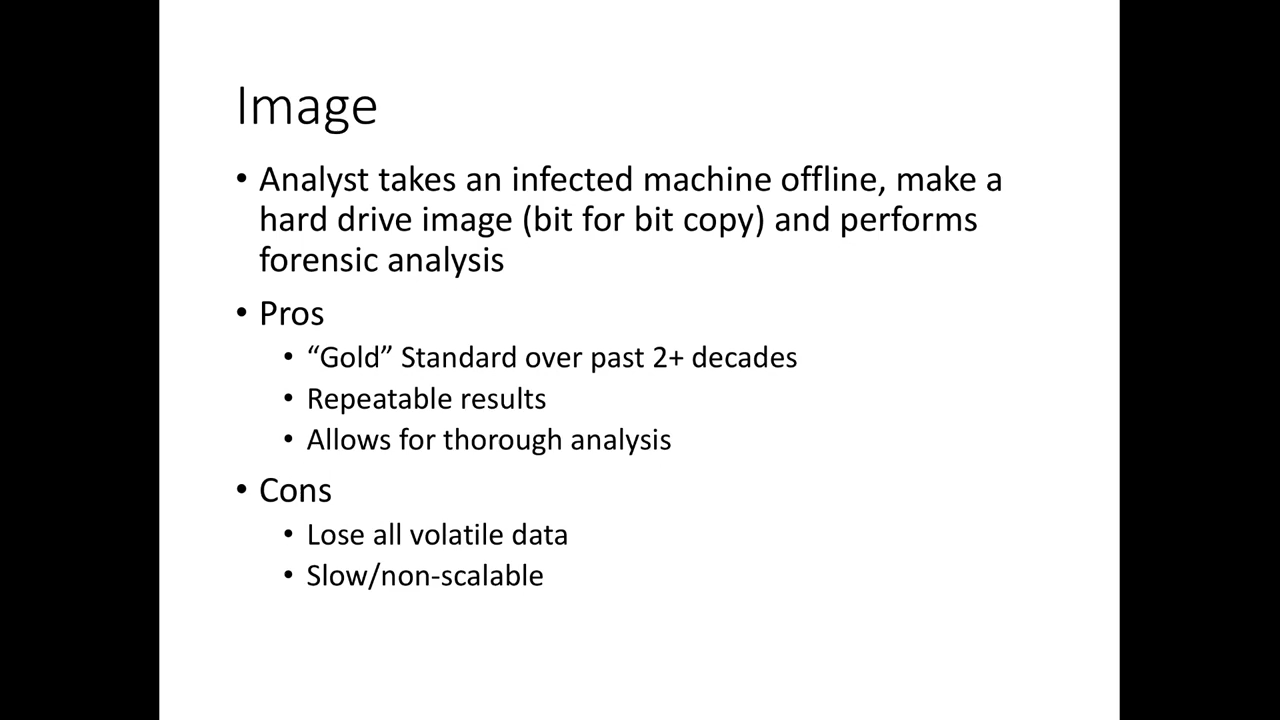 Image
• Analyst takes an infected machine offline, make a
hard drive image (bit for bit copy) and performs
forensic analysis
• Pros
• “Gold” Standard over past 2+ decades
• Repeatable results
• Allows for thorough analysis
• Cons
• Lose all volatile data
• Slow/non-scalable